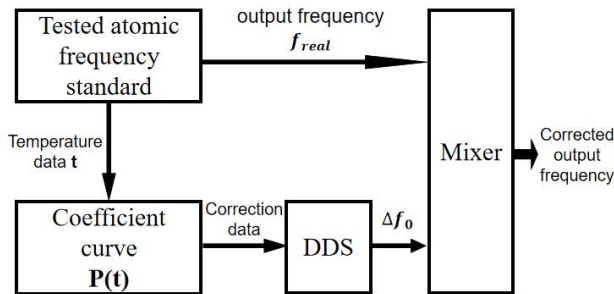 Tested atomic
frequency
standard
output frequency
f_real
Temperature
data t
Coefficient
curve
P(t)
Correction
data
DDS
Δf_0
Mixer
Corrected
output
frequency